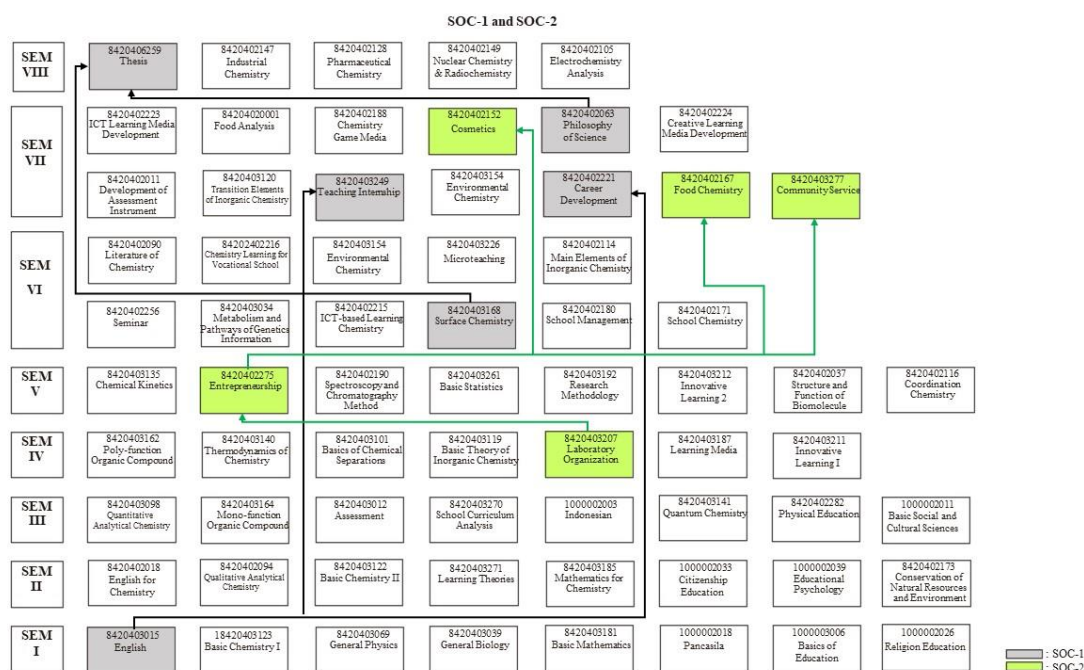 SOC-1 and SOC-2
SEM
VIII
8420406259
Thesis
8420402147
Industrial
Chemistry
8420402128
Pharmaceutical
Chemistry
8420402149
Nuclear Chemistry
& Radiochemistry
8420402105
Electrochemistry
Analysis
SEM
VII
8420402223
ICT Learning Media
Development
84204020001
Food Analysis
8420402188
Chemistry
Game Media
8420402152
Cosmetics
8420402063
Philosophy
of Science
8420402224
Creative Learning
Media Development
8420402011
Development of
Assessment
Instrument
8420403120
Transition Elements
of Inorganic Chemistry
8420403249
Teaching Internship
8420403154
Environmental
Chemistry
8420402221
Career
Development
8420402167
Food Chemistry
8420403277
Community Service
SEM
VI
8420402090
Literature of
Chemistry
84202402216
Chemistry Learning for
Vocational School
8420403154
Environmental
Chemistry
8420403226
Microteaching
8420402114
Main Elements of
Inorganic Chemistry
8420402256
Seminar
8420403034
Metabolism and
Pathways of Genetics
Information
8420402215
ICT-based Learning
Chemistry
8420403168
Surface Chemistry
8420402180
School Management
8420402171
School Chemistry
SEM
V
8420403135
Chemical Kinetics
8420402275
Entrepreneurship
8420402190
Spectroscopy and
Chromatography
Method
8420403261
Basic Statistics
8420403192
Research
Methodology
8420403212
Innovative
Learning 2
8420402037
Structure and
Function of
Biomolecule
8420402116
Coordination
Chemistry
SEM
IV
8420403162
Poly-function
Organic Compound
8420403140
Thermodynamics of
Chemistry
8420403101
Basics of Chemical
Separations
8420403119
Basic Theory of
Inorganic Chemistry
8420403207
Laboratory
Organization
8420403187
Learning Media
8420403211
Innovative
Learning I
SEM
III
8420403098
Quantitative
Analytical Chemistry
8420403164
Mono-function
Organic Compound
8420403012
Assessment
8420403270
School Curriculum
Analysis
1000002003
Indonesian
8420403141
Quantum Chemistry
8420402282
Physical Education
1000002011
Basic Social and
Cultural Sciences
SEM
II
8420402018
English for
Chemistry
8420402094
Qualitative Analytical
Chemistry
8420403122
Basic Chemistry II
8420403271
Learning Theories
8420403185
Mathematics for
Chemistry
1000002033
Citizenship
Education
1000002039
Educational
Psychology
8420402173
Conservation of
Natural Resources
and Environment
SEM
I
8420403015
English
18420403123
Basic Chemistry I
8420403069
General Physics
8420403039
General Biology
8420403181
Basic Mathematics
1000002018
Pancasila
1000003006
Basics of
Education
1000002026
Religion Education
: SOC-1
: SOC-2